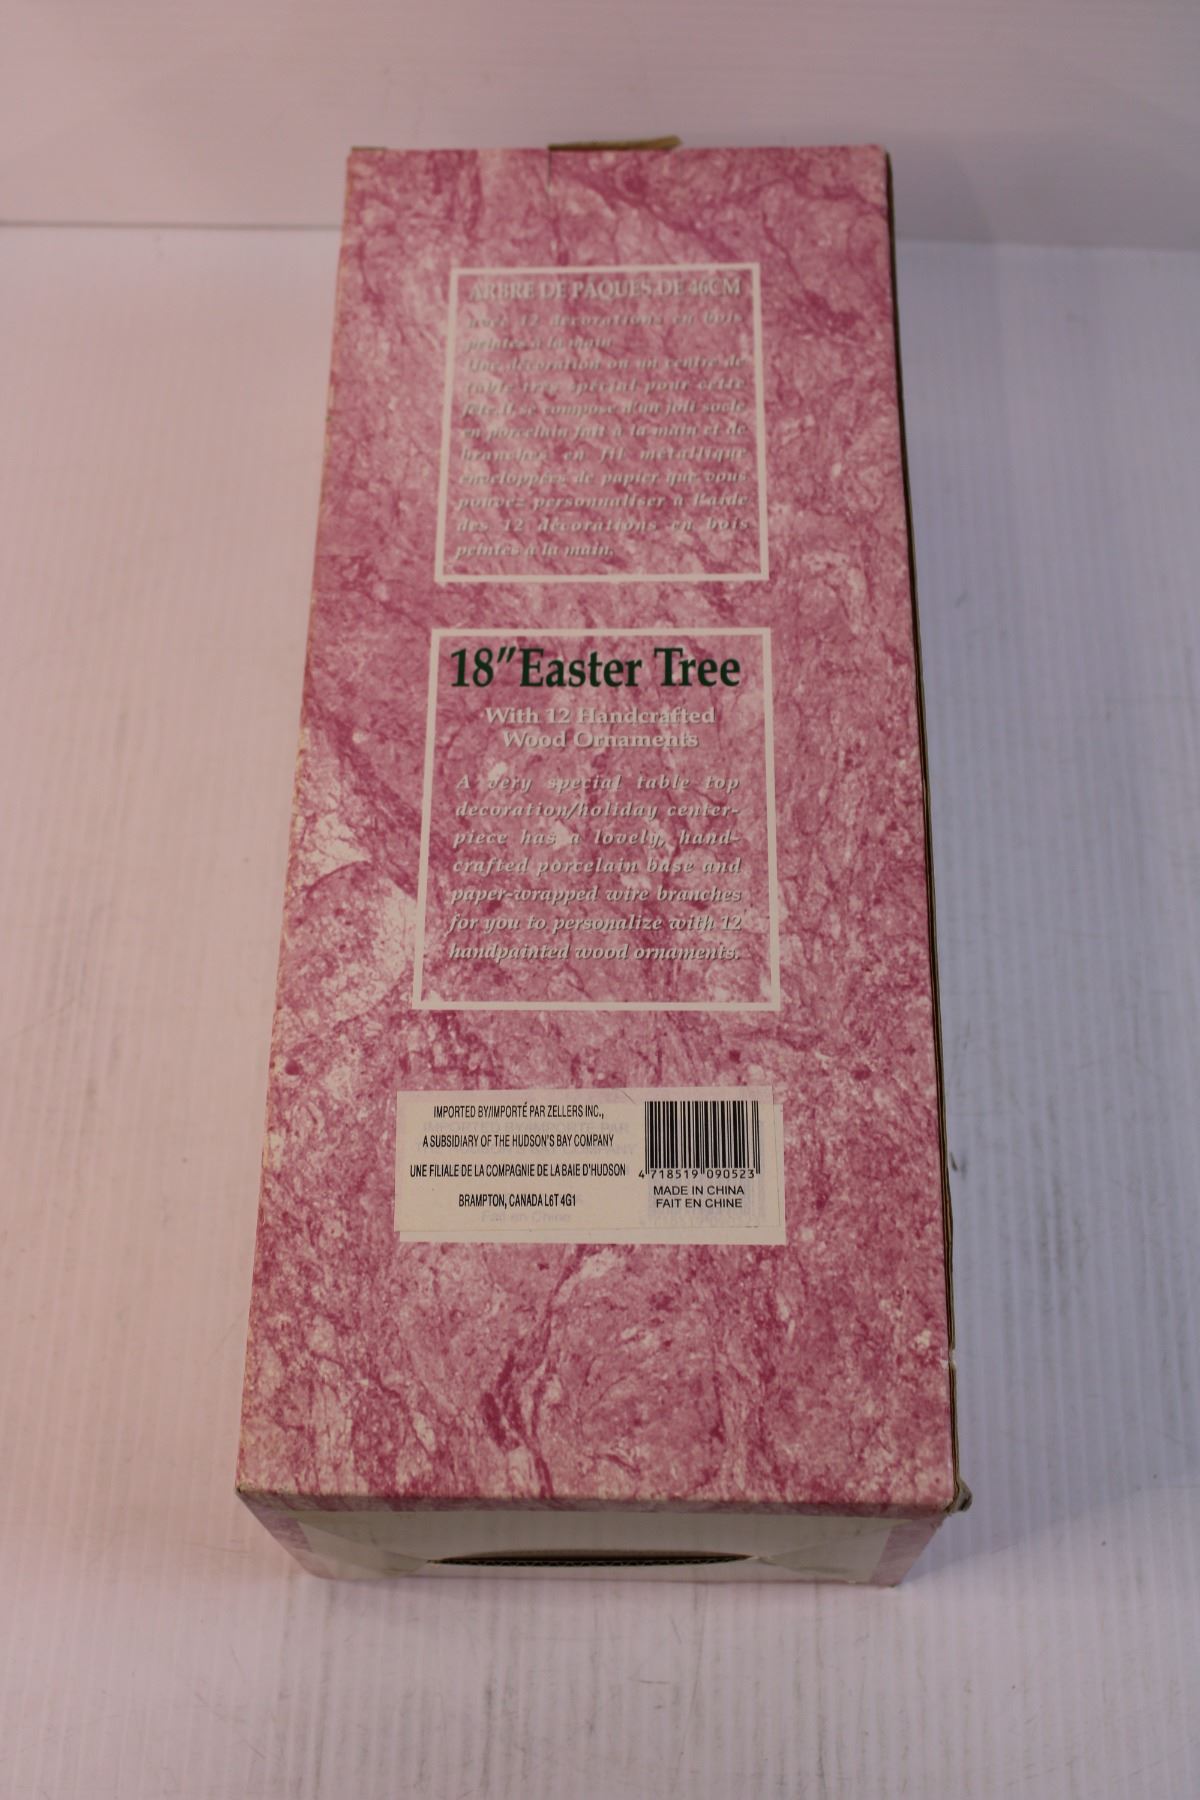 ARBRE DE PÂQUES DE 46CM
avec 12 décorations en bois
peintes à la main
Une décoration ou un centre de
table très spécial pour cette
fête. Il se compose d'un joli socle
en porcelain fait à la main et de
branches en fil métallique
enveloppées de papier que vous
pouvez personnaliser à l'aide
des 12 décorations en bois
peintes à la main.
18" Easter Tree
With 12 Handcrafted
Wood Ornaments
A very special table top
decoration/holiday center-
piece has a lovely, hand-
crafted porcelain base and
paper-wrapped wire branches
for you to personalize with 12
handpainted wood ornaments.
IMPORTED BY/IMPORTÉ PAR ZELLERS INC.,
A SUBSIDIARY OF THE HUDSON'S BAY COMPANY
UNE FILIALE DE LA COMPAGNIE DE LA BAIE D'HUDSON
BRAMPTON, CANADA L6T 4G1
4 718519 090523
MADE IN CHINA
FAIT EN CHINE
Fait en Chine